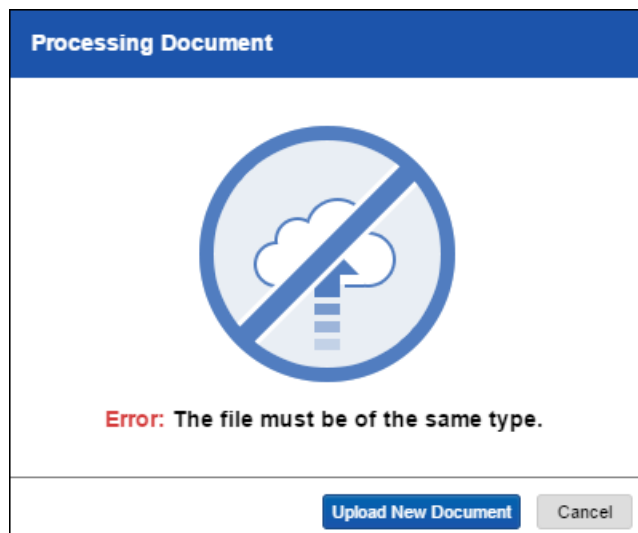 Processing Document
Error: The file must be of the same type.
Upload New Document
Cancel